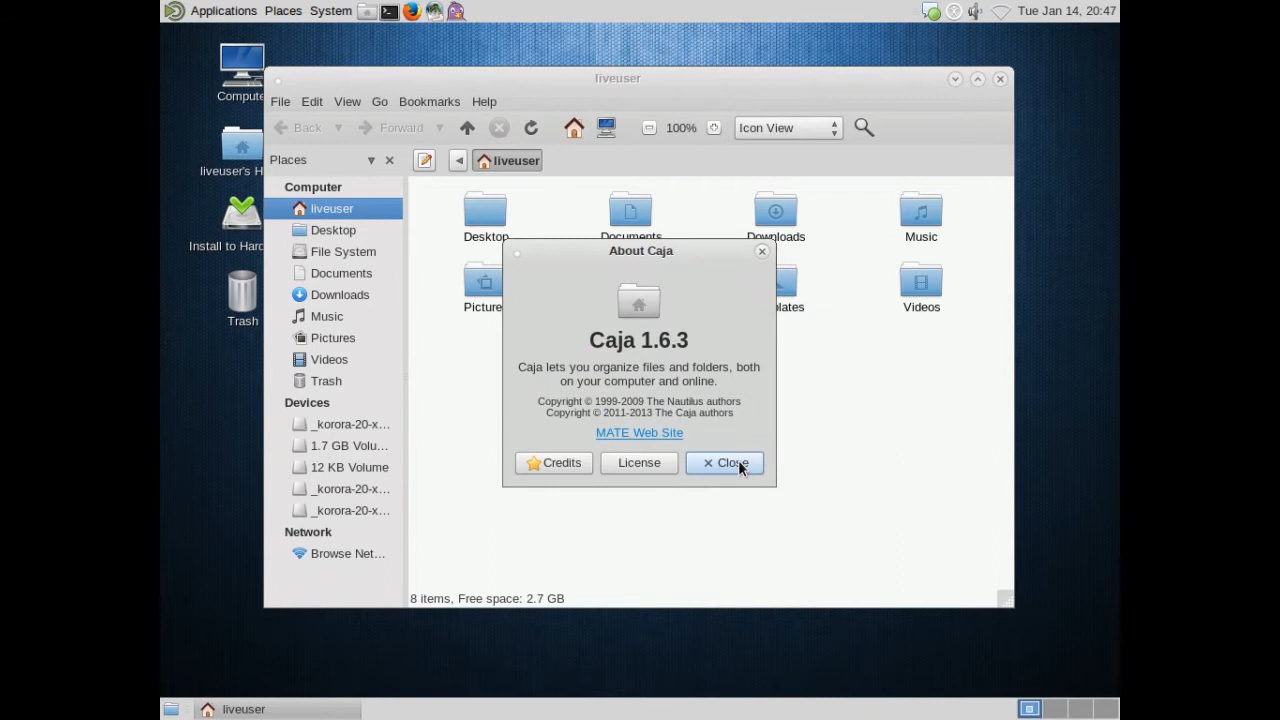 Applications Places System
Tue Jan 14, 20:47
Compute
liveuser's H
Install to Hard
Trash
liveuser
File Edit View Go Bookmarks Help
Back Forward 100% Icon View
Places
liveuser
Computer
liveuser
Desktop
File System
Documents
Downloads
Music
Pictures
Videos
Trash
Devices
_korora-20-x...
1.7 GB Volu...
12 KB Volume
_korora-20-x...
_korora-20-x...
Network
Browse Net...
Desktop Documents Downloads Music
Picture plates Videos
About Caja
Caja 1.6.3
Caja lets you organize files and folders, both
on your computer and online.
Copyright © 1999-2009 The Nautilus authors
Copyright © 2011-2013 The Caja authors
MATE Web Site
Credits License Close
8 items, Free space: 2.7 GB
liveuser